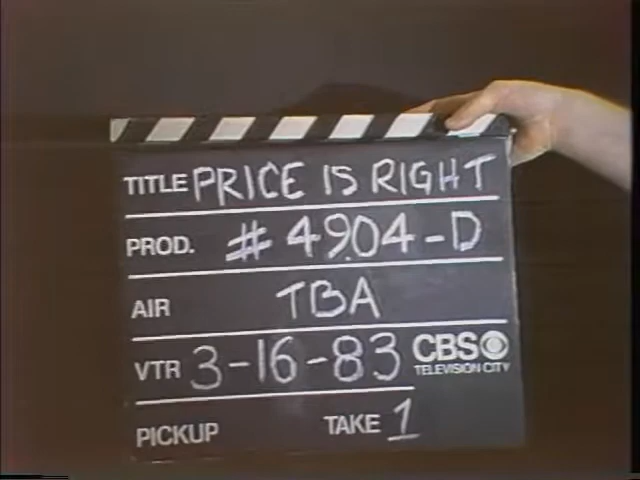 TITLE PRICE IS RIGHT
PROD. # 4904-D
AIR TBA
VTR 3-16-83 CBS
TELEVISION CITY
PICKUP TAKE 1